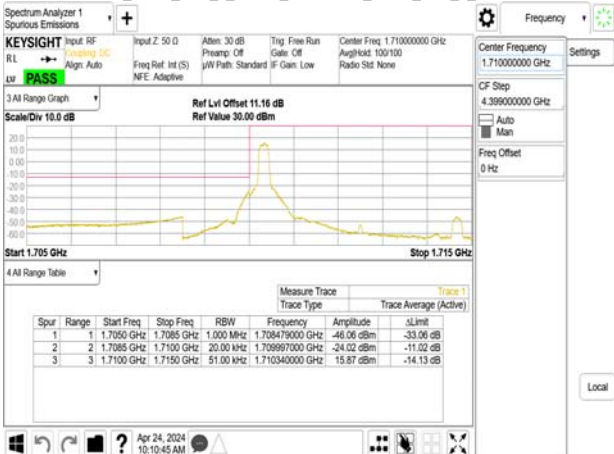 Spectrum Analyzer 1
Spurious Emissions
+
Frequency
KEYSIGHT Input: RF Input Z: 50 Ω Atten: 30 dB Trig: Free Run Center Freq: 1.710000000 GHz
RL Coupling: DC Preamp: Off Gate: Off Avg|Hold: 100/100
Align: Auto Freq Ref: Int (S) µW Path: Standard IF Gain: Low Radio Std: None
PASS NFE: Adaptive
3 All Range Graph
Ref Lvl Offset 11.16 dB
Scale/Div 10.0 dB Ref Value 30.00 dBm
20.0
10.0
0.00
-10.0
-20.0
-30.0
-40.0
-50.0
-60.0
Start 1.705 GHz Stop 1.715 GHz
4 All Range Table
Measure Trace Trace 1
Trace Type Trace Average (Active)
Spur Range Start Freq Stop Freq RBW Frequency Amplitude ΔLimit
1 1 1.7050 GHz 1.7085 GHz 1.000 MHz 1.708479000 GHz -46.06 dBm -33.06 dB
2 2 1.7085 GHz 1.7100 GHz 20.00 kHz 1.709997000 GHz -24.02 dBm -11.02 dB
3 3 1.7100 GHz 1.7150 GHz 51.00 kHz 1.710340000 GHz 15.87 dBm -14.13 dB
Center Frequency
1.710000000 GHz
Settings
CF Step
4.399000000 GHz
Auto
Man
Freq Offset
0 Hz
Local
?
Apr 24, 2024
10:10:45 AM